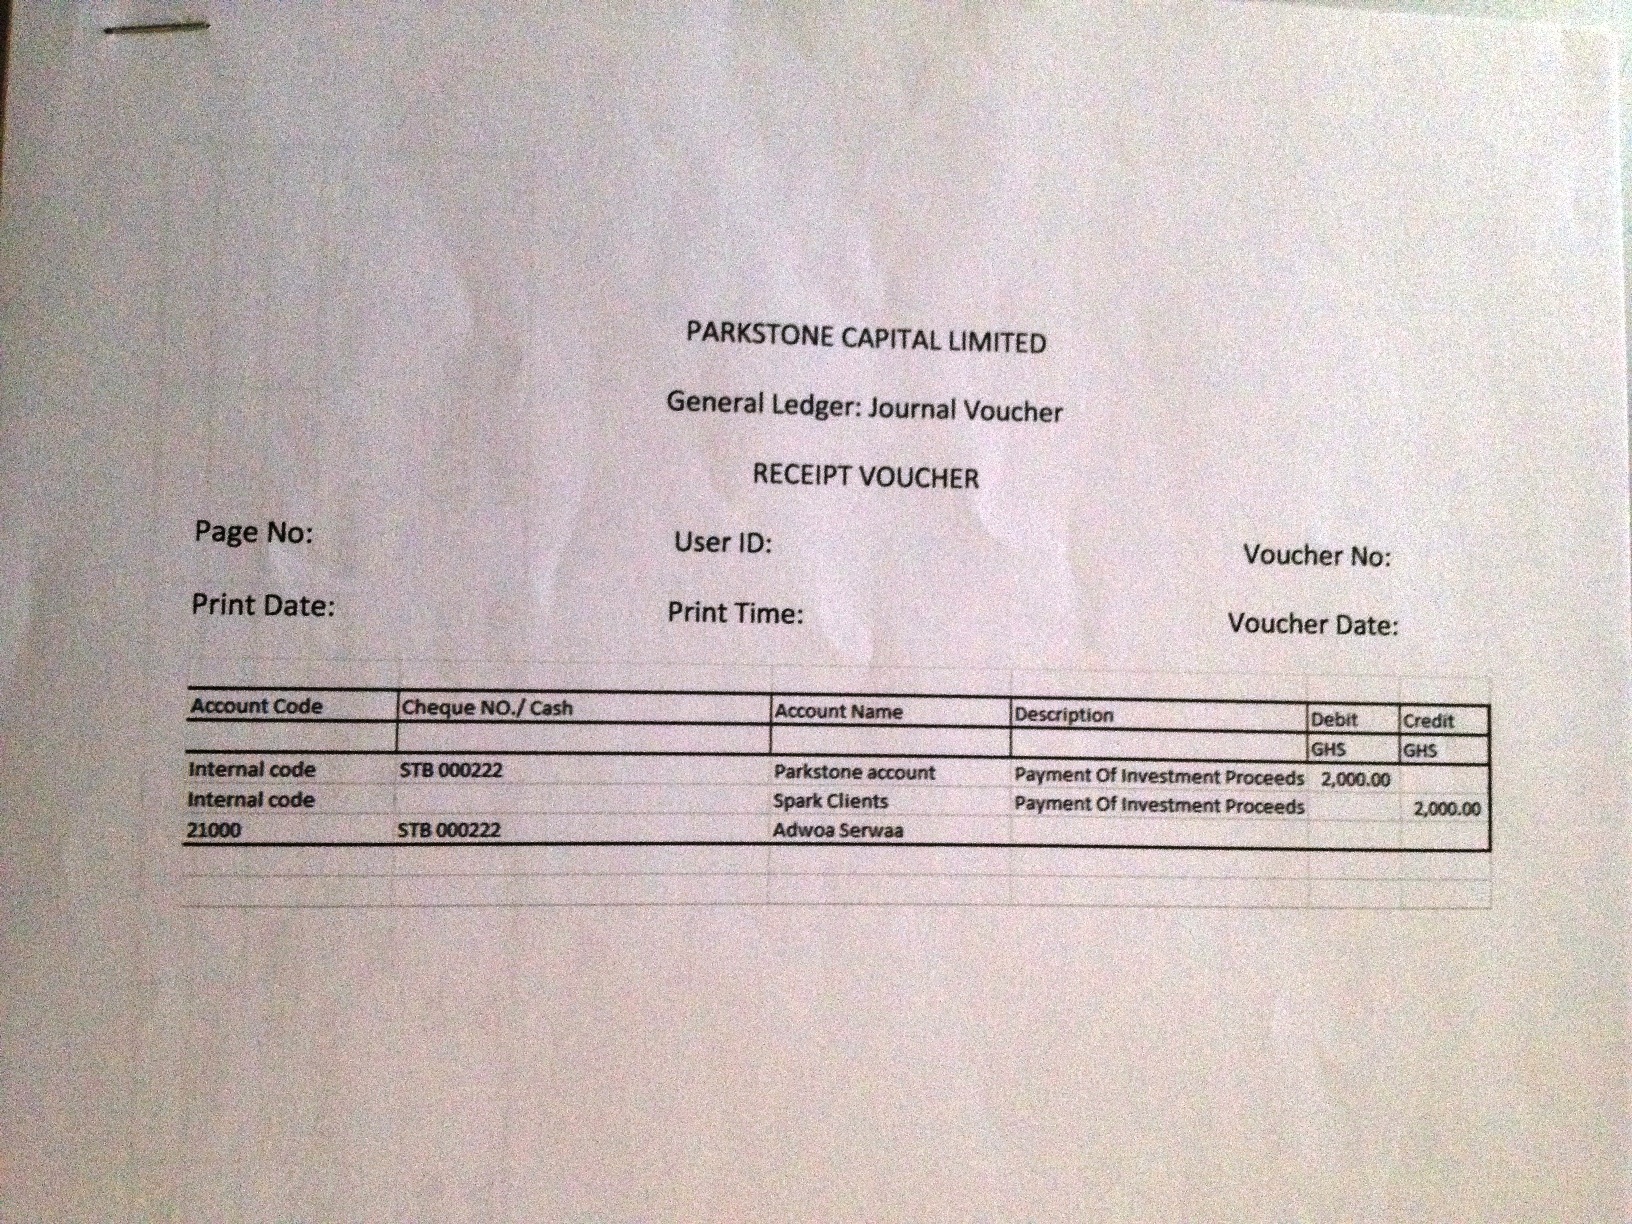 PARKSTONE CAPITAL LIMITED
General Ledger: Journal Voucher
RECEIPT VOUCHER
Page No: User ID: Voucher No:
Print Date: Print Time: Voucher Date:
Account Code Cheque NO./ Cash Account Name Description Debit Credit
GHS GHS
Internal code STB 000222 Parkstone account Payment Of Investment Proceeds 2,000.00
Internal code Spark Clients Payment Of Investment Proceeds 2,000.00
21000 STB 000222 Adwoa Serwaa